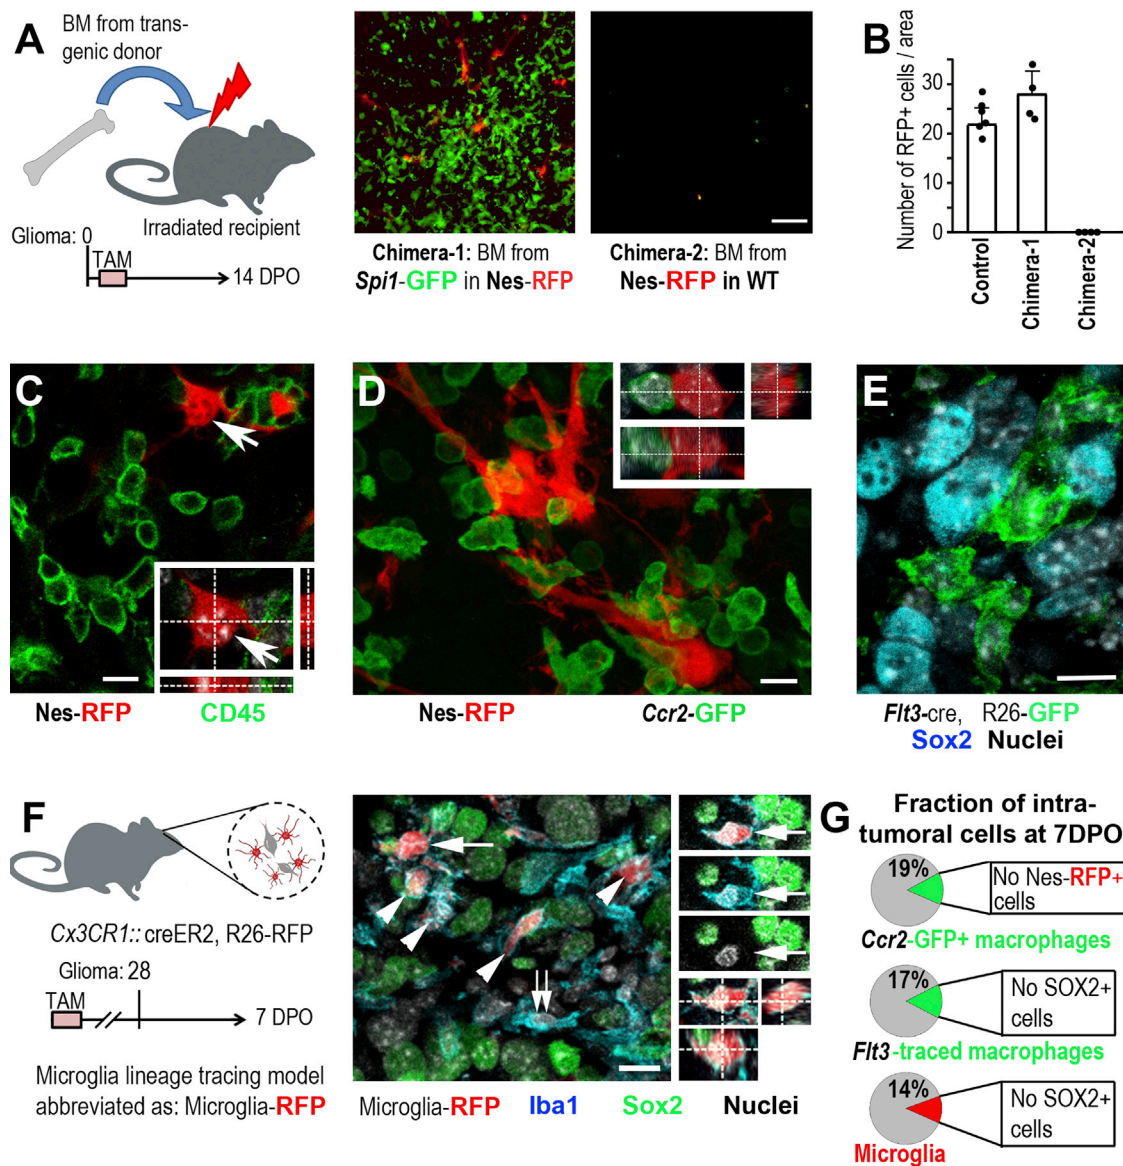 A
BM from trans-
genic donor
Irradiated recipient
Glioma: 0
TAM
14 DPO
Chimera-1: BM from
Spi1-GFP in Nes-RFP
Chimera-2: BM from
Nes-RFP in WT
B
Number of RFP+ cells / area
30
20
10
0
Control
Chimera-1
Chimera-2
C
Nes-RFP CD45
D
Nes-RFP Ccr2-GFP
E
Flt3-cre, R26-GFP
Sox2 Nuclei
F
Cx3CR1::creER2, R26-RFP
Glioma: 28
TAM
7 DPO
Microglia lineage tracing model
abbreviated as: Microglia-RFP
Microglia-RFP Iba1 Sox2 Nuclei
G
Fraction of intra-
tumoral cells at 7DPO
19%
No Nes-RFP+
cells
Ccr2-GFP+ macrophages
17%
No SOX2+
cells
Flt3-traced macrophages
14%
No SOX2+
cells
Microglia